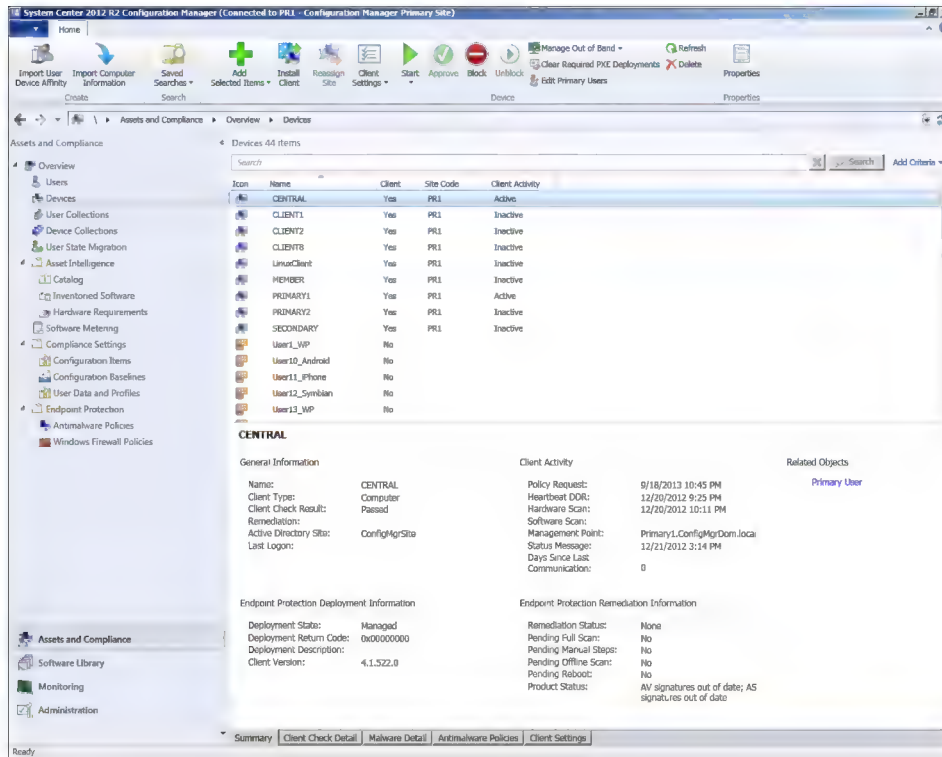 System Center 2012 R2 Configuration Manager (Connected to PR1 - Configuration Manager Primary Site)
Home
Import User Device Affinity
Import Computer Information
Saved Searches
Add Selected Items
Install Client
Reassign Site
Client Settings
Start
Approve
Block
Unblock
Manage Out of Band
Clear Required PXE Deployments
Edit Primary Users
Refresh
Delete
Properties
Create
Search
Device
Properties
\ Assets and Compliance Overview Devices
Assets and Compliance
Overview
Users
Devices
User Collections
Device Collections
User State Migration
Asset Intelligence
Catalog
Inventoried Software
Hardware Requirements
Software Metering
Compliance Settings
Configuration Items
Configuration Baselines
User Data and Profiles
Endpoint Protection
Antimalware Policies
Windows Firewall Policies
Assets and Compliance
Software Library
Monitoring
Administration
Devices 44 items
Search
Search
Add Criteria
Icon Name Client Site Code Client Activity
CENTRAL Yes PR1 Active
CLIENT1 Yes PR1 Inactive
CLIENT2 Yes PR1 Inactive
CLIENT8 Yes PR1 Inactive
LinuxClient Yes PR1 Inactive
MEMBER Yes PR1 Inactive
PRIMARY1 Yes PR1 Active
PRIMARY2 Yes PR1 Inactive
SECONDARY Yes PR1 Inactive
User1_WP No
User10_Android No
User11_iPhone No
User12_Symbian No
User13_WP No
CENTRAL
General Information
Name: CENTRAL
Client Type: Computer
Client Check Result: Passed
Remediation:
Active Directory Site: ConfigMgrSite
Last Logon:
Client Activity
Policy Request: 9/18/2013 10:45 PM
Heartbeat DDR: 12/20/2012 9:25 PM
Hardware Scan: 12/20/2012 10:11 PM
Software Scan:
Management Point: Primary1.ConfigMgrDom.local
Status Message: 12/21/2012 3:14 PM
Days Since Last
Communication: 0
Related Objects
Primary User
Endpoint Protection Deployment Information
Deployment State: Managed
Deployment Return Code: 0x00000000
Deployment Description:
Client Version: 4.1.522.0
Endpoint Protection Remediation Information
Remediation Status: None
Pending Full Scan: No
Pending Manual Steps: No
Pending Offline Scan: No
Pending Reboot: No
Product Status: AV signatures out of date; AS
signatures out of date
Summary Client Check Detail Malware Detail Antimalware Policies Client Settings
Ready